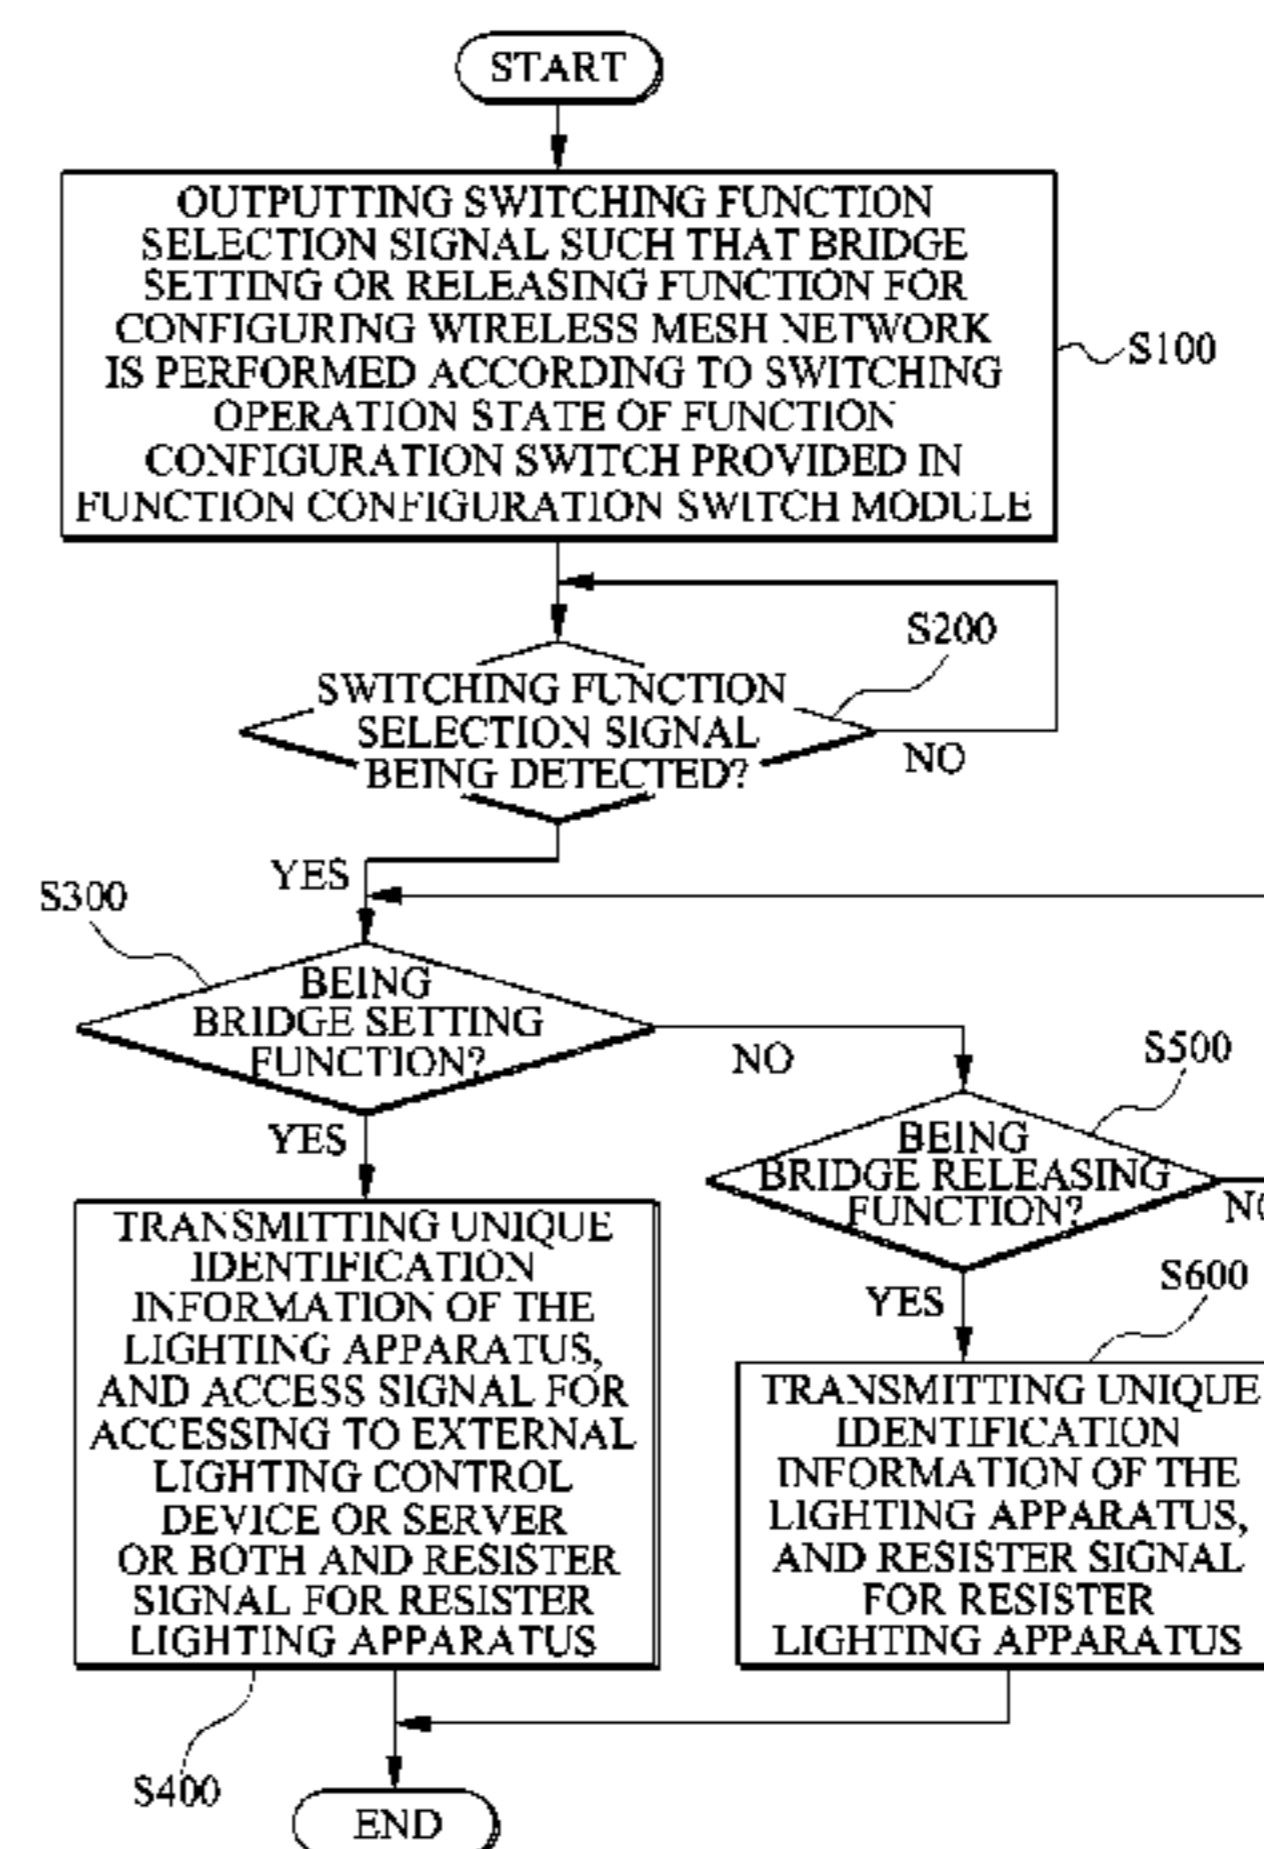 START
OUTPUTTING SWITCHING FUNCTION
SELECTION SIGNAL SUCH THAT BRIDGE
SETTING OR RELEASING FUNCTION FOR
CONFIGURING WIRELESS MESH NETWORK
IS PERFORMED ACCORDING TO SWITCHING
OPERATION STATE OF FUNCTION
CONFIGURATION SWITCH PROVIDED IN
FUNCTION CONFIGURATION SWITCH MODULE
S100
S200
SWITCHING FUNCTION
SELECTION SIGNAL
BEING DETECTED?
NO
YES
S300
BEING
BRIDGE SETTING
FUNCTION?
NO
YES
S500
BEING
BRIDGE RELEASING
FUNCTION?
YES
S600
TRANSMITTING UNIQUE
IDENTIFICATION
INFORMATION OF THE
LIGHTING APPARATUS,
AND ACCESS SIGNAL FOR
ACCESSING TO EXTERNAL
LIGHTING CONTROL
DEVICE OR SERVER
OR BOTH AND RESISTER
SIGNAL FOR RESISTER
LIGHTING APPARATUS
TRANSMITTING UNIQUE
IDENTIFICATION
INFORMATION OF THE
LIGHTING APPARATUS,
AND RESISTER SIGNAL
FOR RESISTER
LIGHTING APPARATUS
S400
END